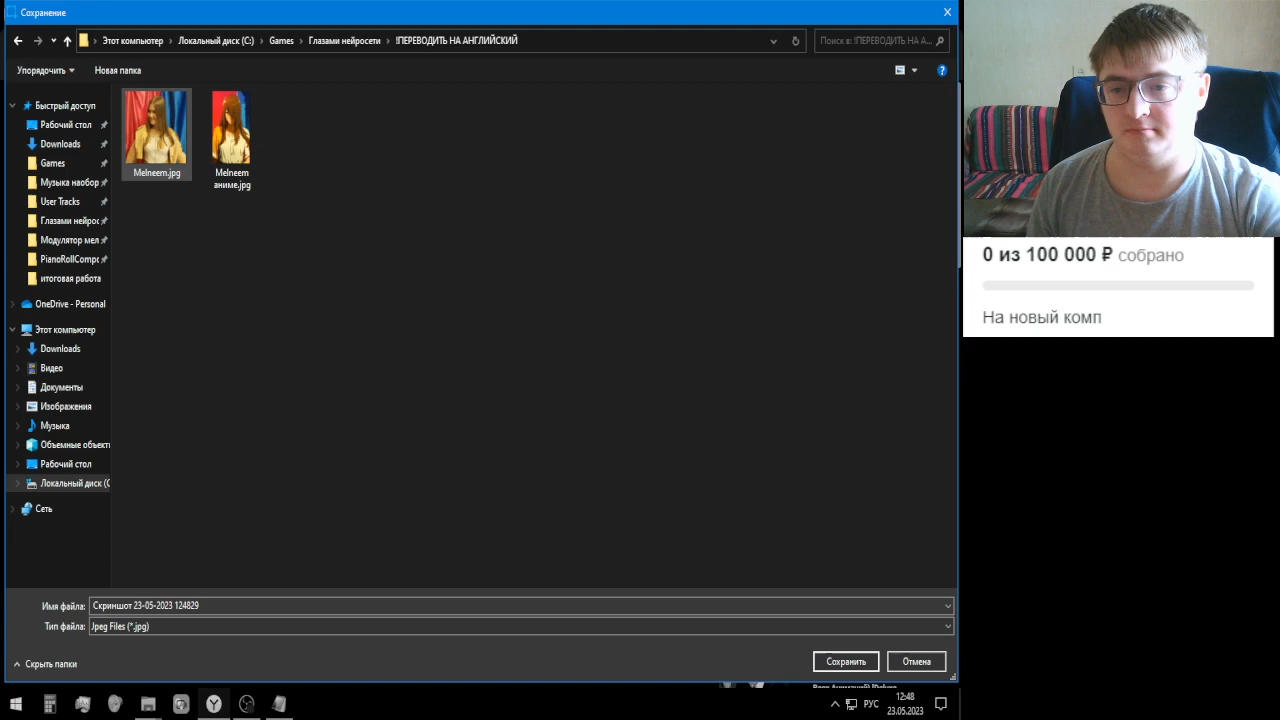 Сохранение
Этот компьютер › Локальный диск (C:) › Games › Глазами нейросети › !ПЕРЕВОДИТЬ НА АНГЛИЙСКИЙ
Поиск в: !ПЕРЕВОДИТЬ НА А...
Упорядочить
Новая папка
Быстрый доступ
Рабочий стол
Downloads
Games
Музыка набор
User Tracks
Глазами нейрос
Модулятор мел
PianoRollCompo
итоговая работа
OneDrive - Personal
Этот компьютер
Downloads
Видео
Документы
Изображения
Музыка
Объемные объекты
Рабочий стол
Локальный диск (C
Сеть
Melneem.jpg
Melneem
аниме.jpg
Имя файла: Скриншот 23-05-2023 124829
Тип файла: Jpeg Files (*.jpg)
Скрыть папки
Сохранить
Отмена
РУС
12:48
23.05.2023
0 из 100 000 ₽ собрано
На новый комп